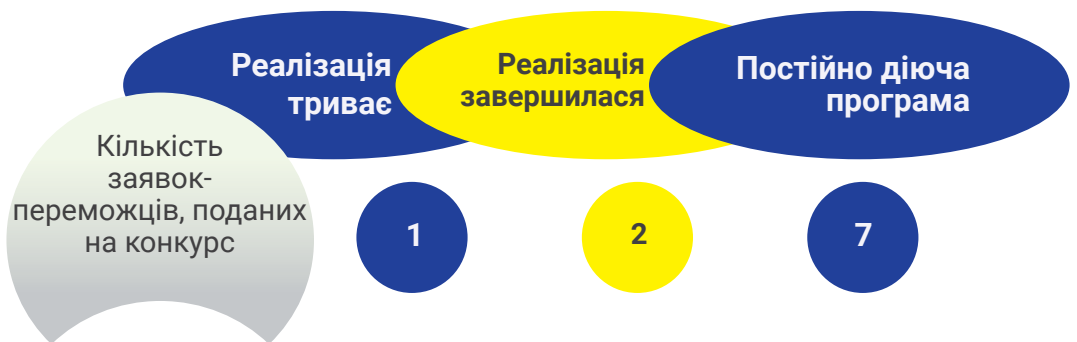 Реалізація
триває
Реалізація
завершилася
Постійно діюча
програма
Кількість
заявок-
переможців, поданих
на конкурс
1
2
7